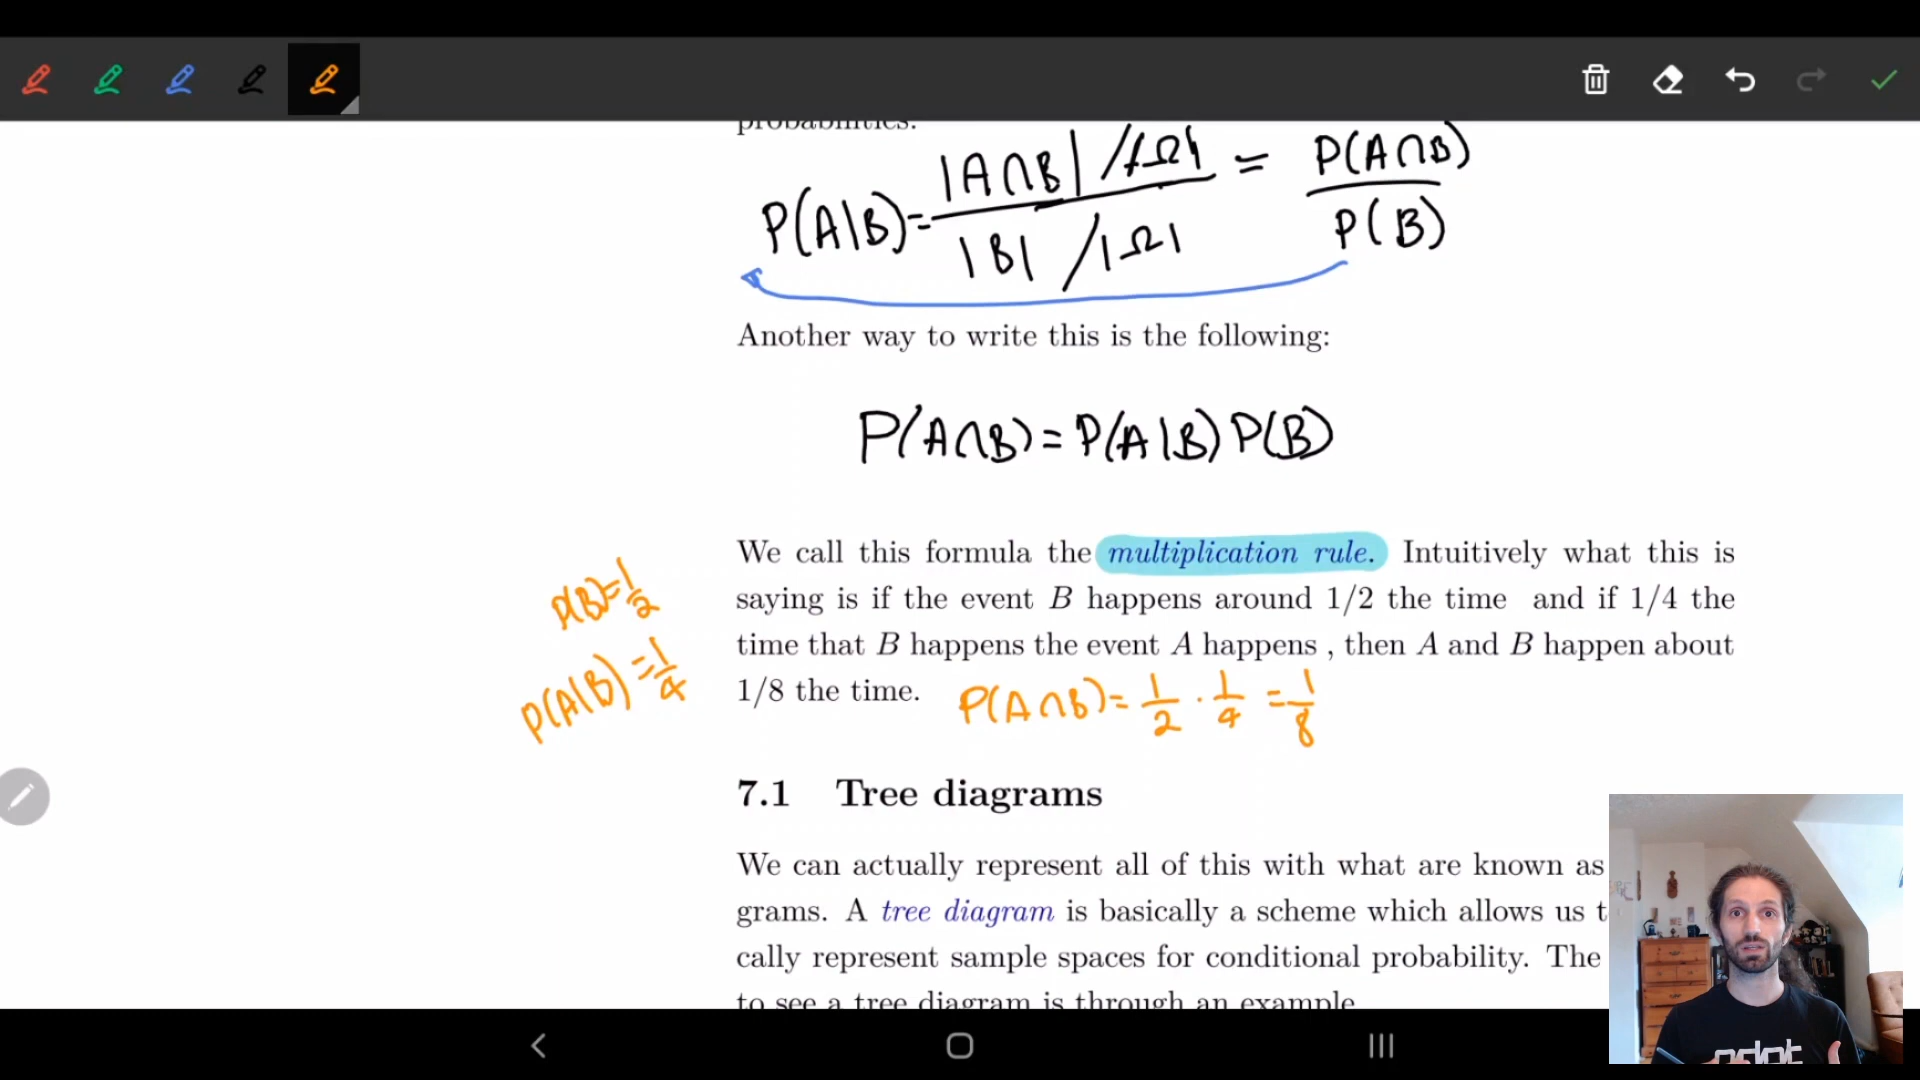 probabilities.
P(A|B) = |A∩B| / |Ω| / |B| / |Ω| = P(A∩B) / P(B)
Another way to write this is the following:
P(A∩B) = P(A|B) P(B)
We call this formula the multiplication rule. Intuitively what this is
saying is if the event B happens around 1/2 the time and if 1/4 the
time that B happens the event A happens , then A and B happen about
1/8 the time.
P(B)=1/2
P(A|B)=1/4
P(A∩B)= 1/2 · 1/4 = 1/8
7.1 Tree diagrams
We can actually represent all of this with what are known as
grams. A tree diagram is basically a scheme which allows us t
cally represent sample spaces for conditional probability. The
to see a tree diagram is through an example